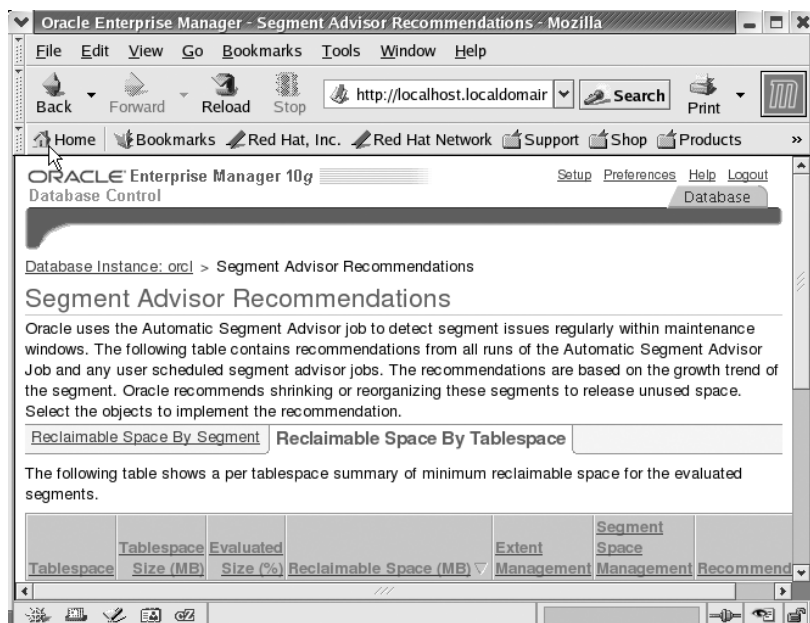 Oracle Enterprise Manager - Segment Advisor Recommendations - Mozilla
File Edit View Go Bookmarks Tools Window Help
Back Forward Reload Stop http://localhost.localdomair Search Print
Home Bookmarks Red Hat, Inc. Red Hat Network Support Shop Products »
ORACLE Enterprise Manager 10g Setup Preferences Help Logout
Database Control Database
Database Instance: orcl > Segment Advisor Recommendations
Segment Advisor Recommendations
Oracle uses the Automatic Segment Advisor job to detect segment issues regularly within maintenance
windows. The following table contains recommendations from all runs of the Automatic Segment Advisor
Job and any user scheduled segment advisor jobs. The recommendations are based on the growth trend of
the segment. Oracle recommends shrinking or reorganizing these segments to release unused space.
Select the objects to implement the recommendation.
Reclaimable Space By Segment Reclaimable Space By Tablespace
The following table shows a per tablespace summary of minimum reclaimable space for the evaluated
segments.
Segment
Tablespace Evaluated Extent Space
Tablespace Size (MB) Size (%) Reclaimable Space (MB) Management Management Recommend